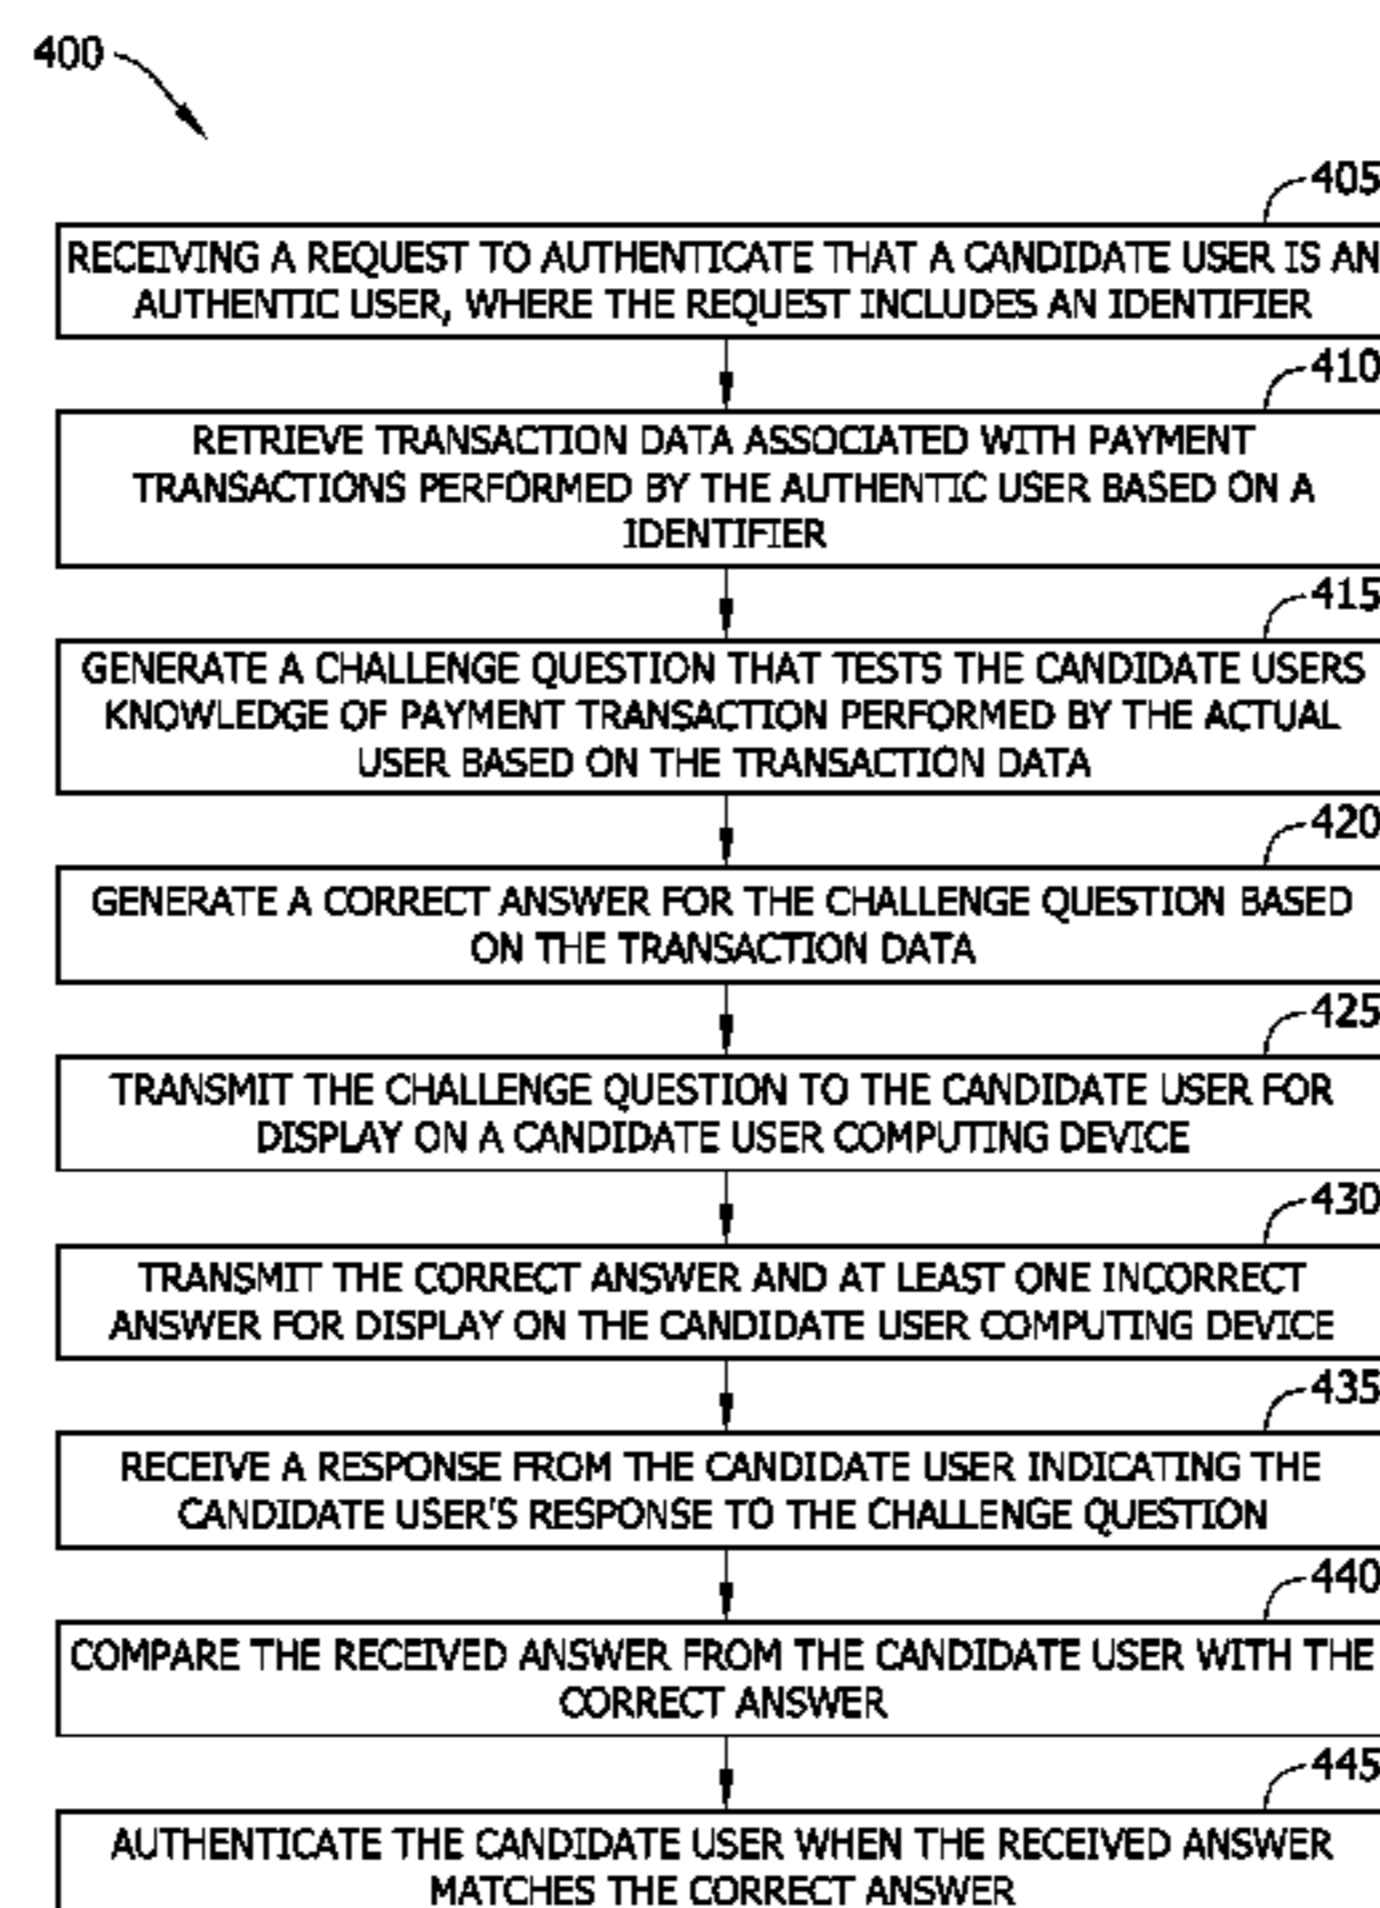 400
405
RECEIVING A REQUEST TO AUTHENTICATE THAT A CANDIDATE USER IS AN
AUTHENTIC USER, WHERE THE REQUEST INCLUDES AN IDENTIFIER
410
RETRIEVE TRANSACTION DATA ASSOCIATED WITH PAYMENT
TRANSACTIONS PERFORMED BY THE AUTHENTIC USER BASED ON A
IDENTIFIER
415
GENERATE A CHALLENGE QUESTION THAT TESTS THE CANDIDATE USERS
KNOWLEDGE OF PAYMENT TRANSACTION PERFORMED BY THE ACTUAL
USER BASED ON THE TRANSACTION DATA
420
GENERATE A CORRECT ANSWER FOR THE CHALLENGE QUESTION BASED
ON THE TRANSACTION DATA
425
TRANSMIT THE CHALLENGE QUESTION TO THE CANDIDATE USER FOR
DISPLAY ON A CANDIDATE USER COMPUTING DEVICE
430
TRANSMIT THE CORRECT ANSWER AND AT LEAST ONE INCORRECT
ANSWER FOR DISPLAY ON THE CANDIDATE USER COMPUTING DEVICE
435
RECEIVE A RESPONSE FROM THE CANDIDATE USER INDICATING THE
CANDIDATE USER'S RESPONSE TO THE CHALLENGE QUESTION
440
COMPARE THE RECEIVED ANSWER FROM THE CANDIDATE USER WITH THE
CORRECT ANSWER
445
AUTHENTICATE THE CANDIDATE USER WHEN THE RECEIVED ANSWER
MATCHES THE CORRECT ANSWER